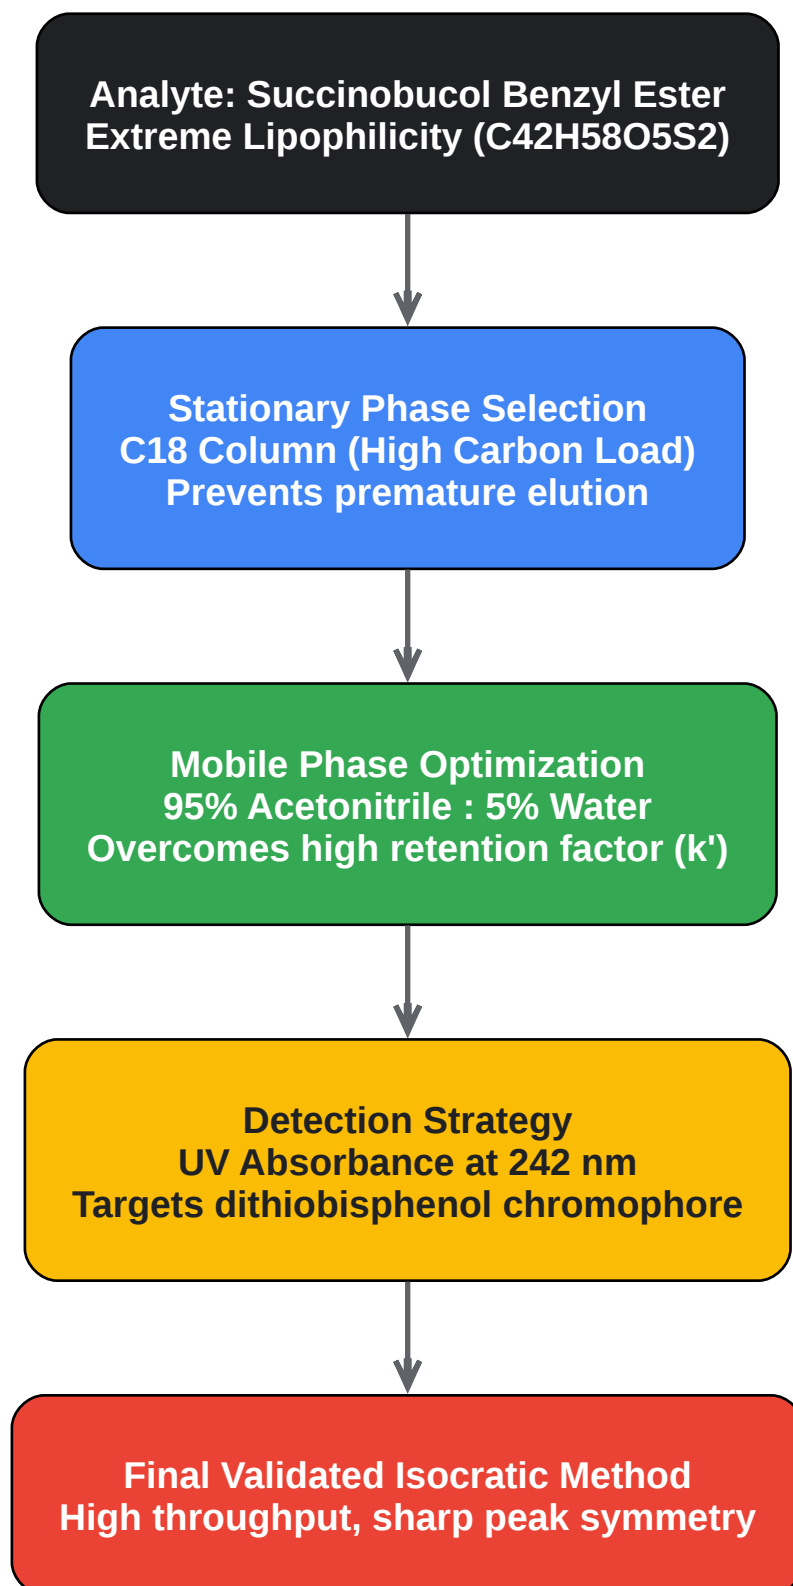 Analyte: Succinobucol Benzyl Ester
Extreme Lipophilicity (C42H58O5S2)
Stationary Phase Selection
C18 Column (High Carbon Load)
Prevents premature elution
Mobile Phase Optimization
95% Acetonitrile : 5% Water
Overcomes high retention factor (k')
Detection Strategy
UV Absorbance at 242 nm
Targets dithiobisphenol chromophore
Final Validated Isocratic Method
High throughput, sharp peak symmetry